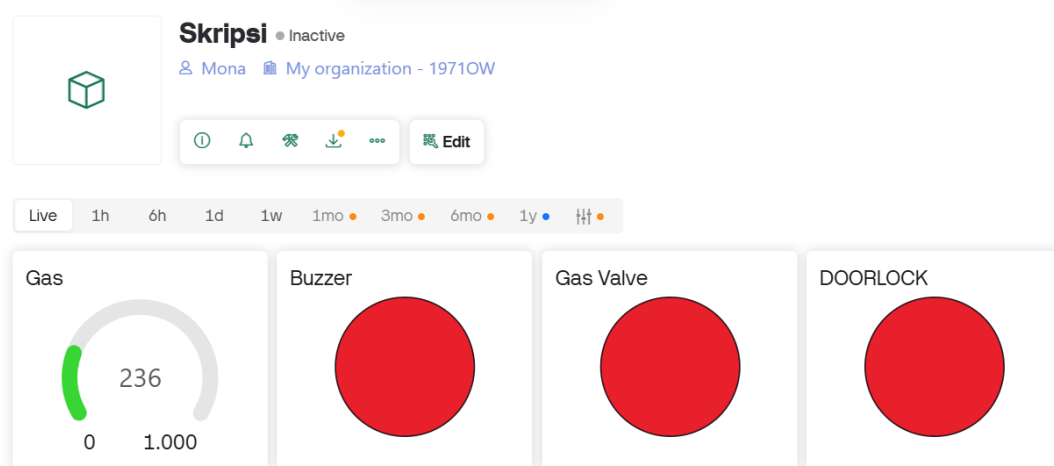 Skripsi Inactive
Mona My organization - 1971OW
Edit
Live 1h 6h 1d 1w 1mo 3mo 6mo 1y
Gas Buzzer Gas Valve DOORLOCK
236
0 1.000